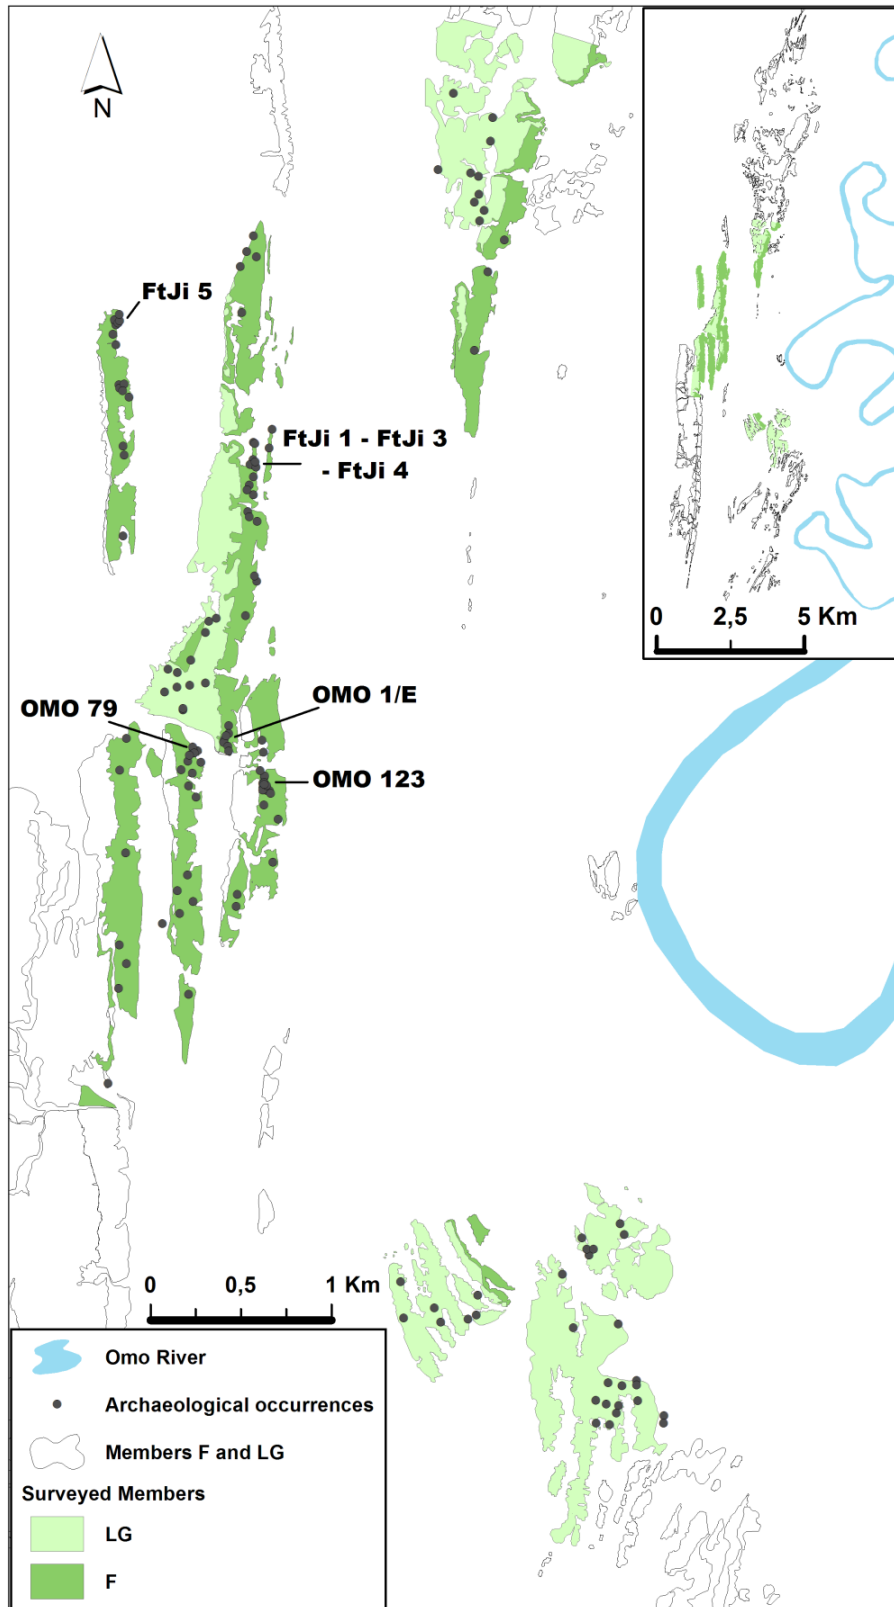 N
FtJi 5
FtJi 1 - FtJi 3
- FtJi 4
0 2,5 5 Km
OMO 79
OMO 1/E
OMO 123
0 0,5 1 Km
Omo River
Archaeological occurrences
Members F and LG
Surveyed Members
LG
F